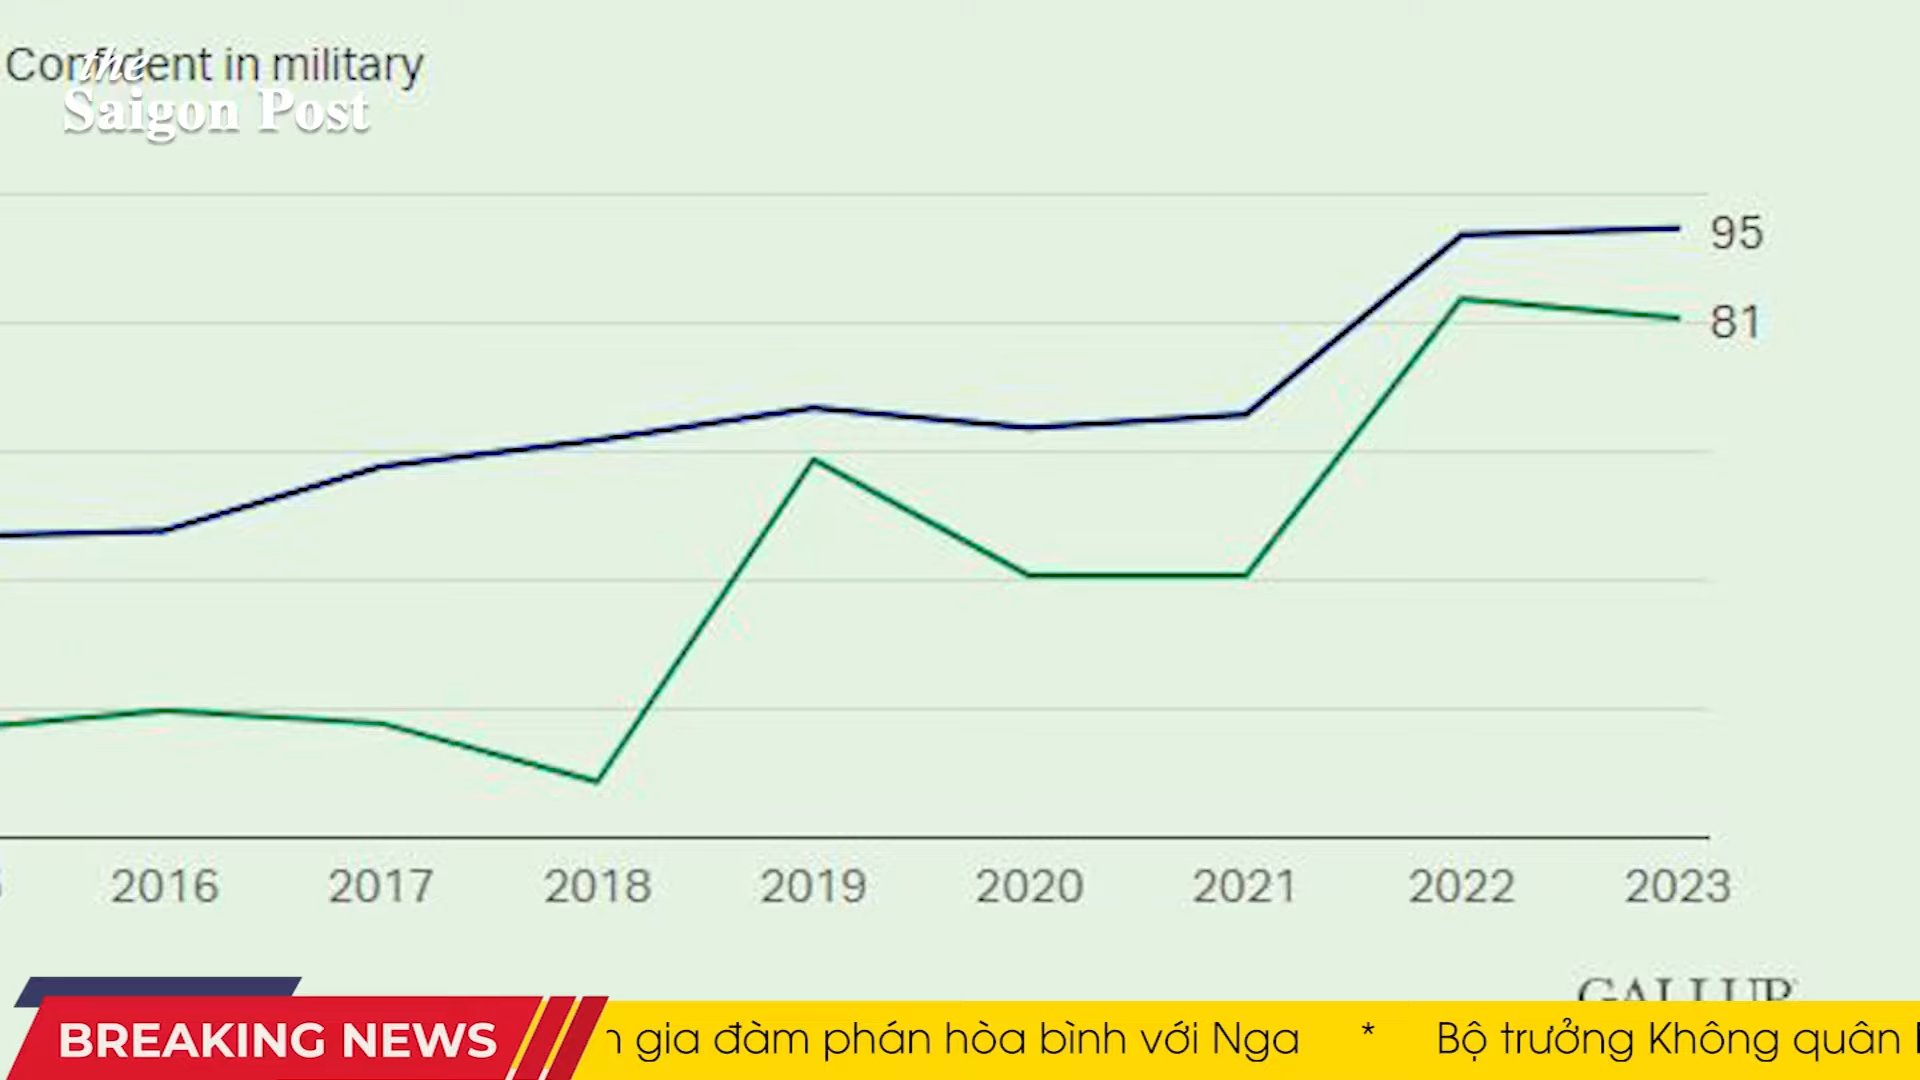 Confident in military
the
Saigon Post
95
81
2016 2017 2018 2019 2020 2021 2022 2023
GALLUP
BREAKING NEWS
gia đàm phán hòa bình với Nga * Bộ trưởng Không quân